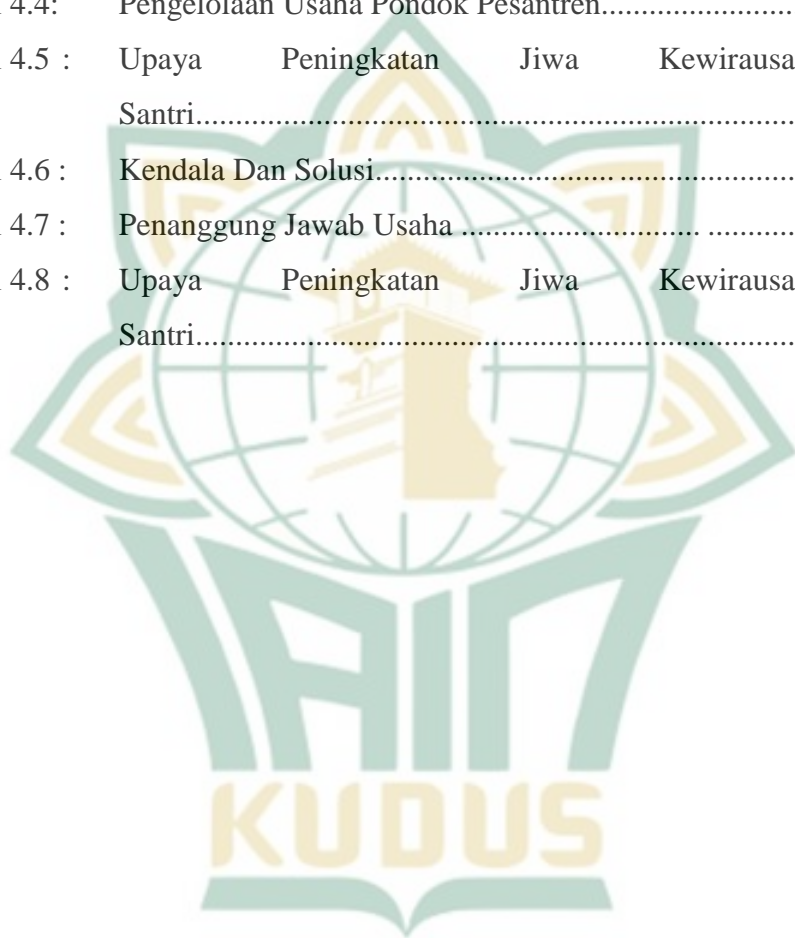 4.4: Pengelolaan Usaha Pondok Pesantren........................
4.5 : Upaya Peningkatan Jiwa Kewirausa
Santri...........................................................................
4.6 : Kendala Dan Solusi.............................. ......................
4.7 : Penanggung Jawab Usaha .............................. ...........
4.8 : Upaya Peningkatan Jiwa Kewirausa
Santri...........................................................................
IAIN
KUDUS